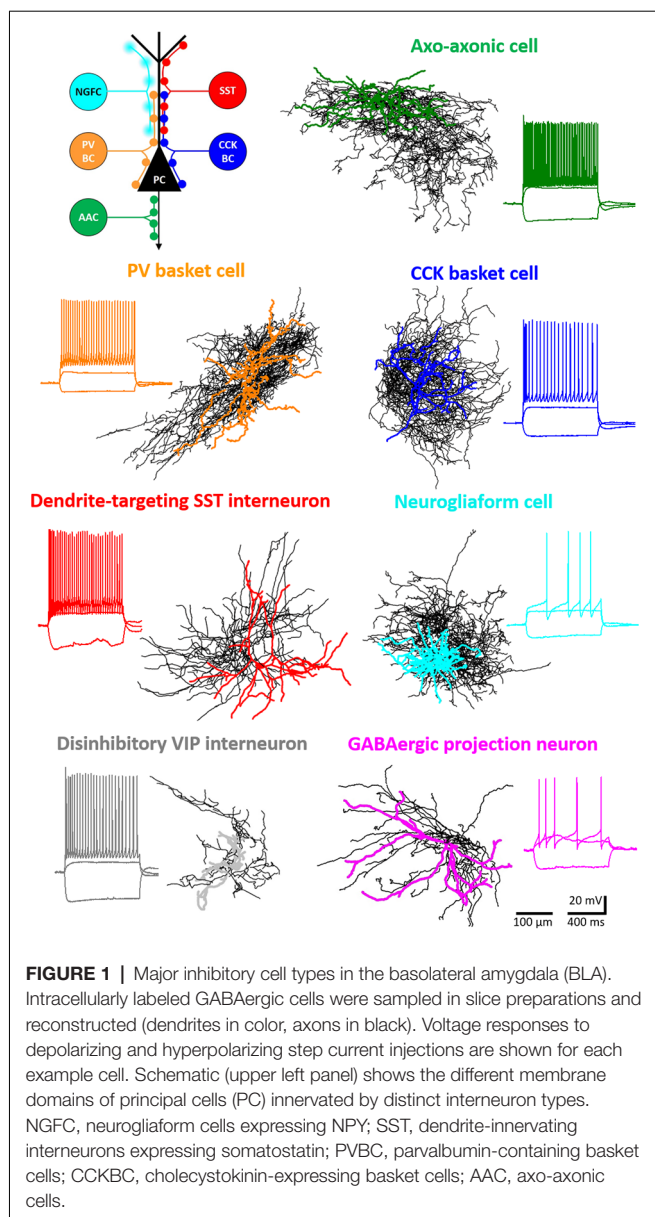 Axo-axonic cell
NGFC
SST
PV
BC
CCK
BC
PC
AAC
PV basket cell
CCK basket cell
Dendrite-targeting SST interneuron
Neurogliaform cell
Disinhibitory VIP interneuron
GABAergic projection neuron
20 mV
100 µm
400 ms
FIGURE 1 | Major inhibitory cell types in the basolateral amygdala (BLA).
Intracellularly labeled GABAergic cells were sampled in slice preparations and
reconstructed (dendrites in color, axons in black). Voltage responses to
depolarizing and hyperpolarizing step current injections are shown for each
example cell. Schematic (upper left panel) shows the different membrane
domains of principal cells (PC) innervated by distinct interneuron types.
NGFC, neurogliaform cells expressing NPY; SST, dendrite-innervating
interneurons expressing somatostatin; PVBC, parvalbumin-containing basket
cells; CCKBC, cholecystokinin-expressing basket cells; AAC, axo-axonic
cells.